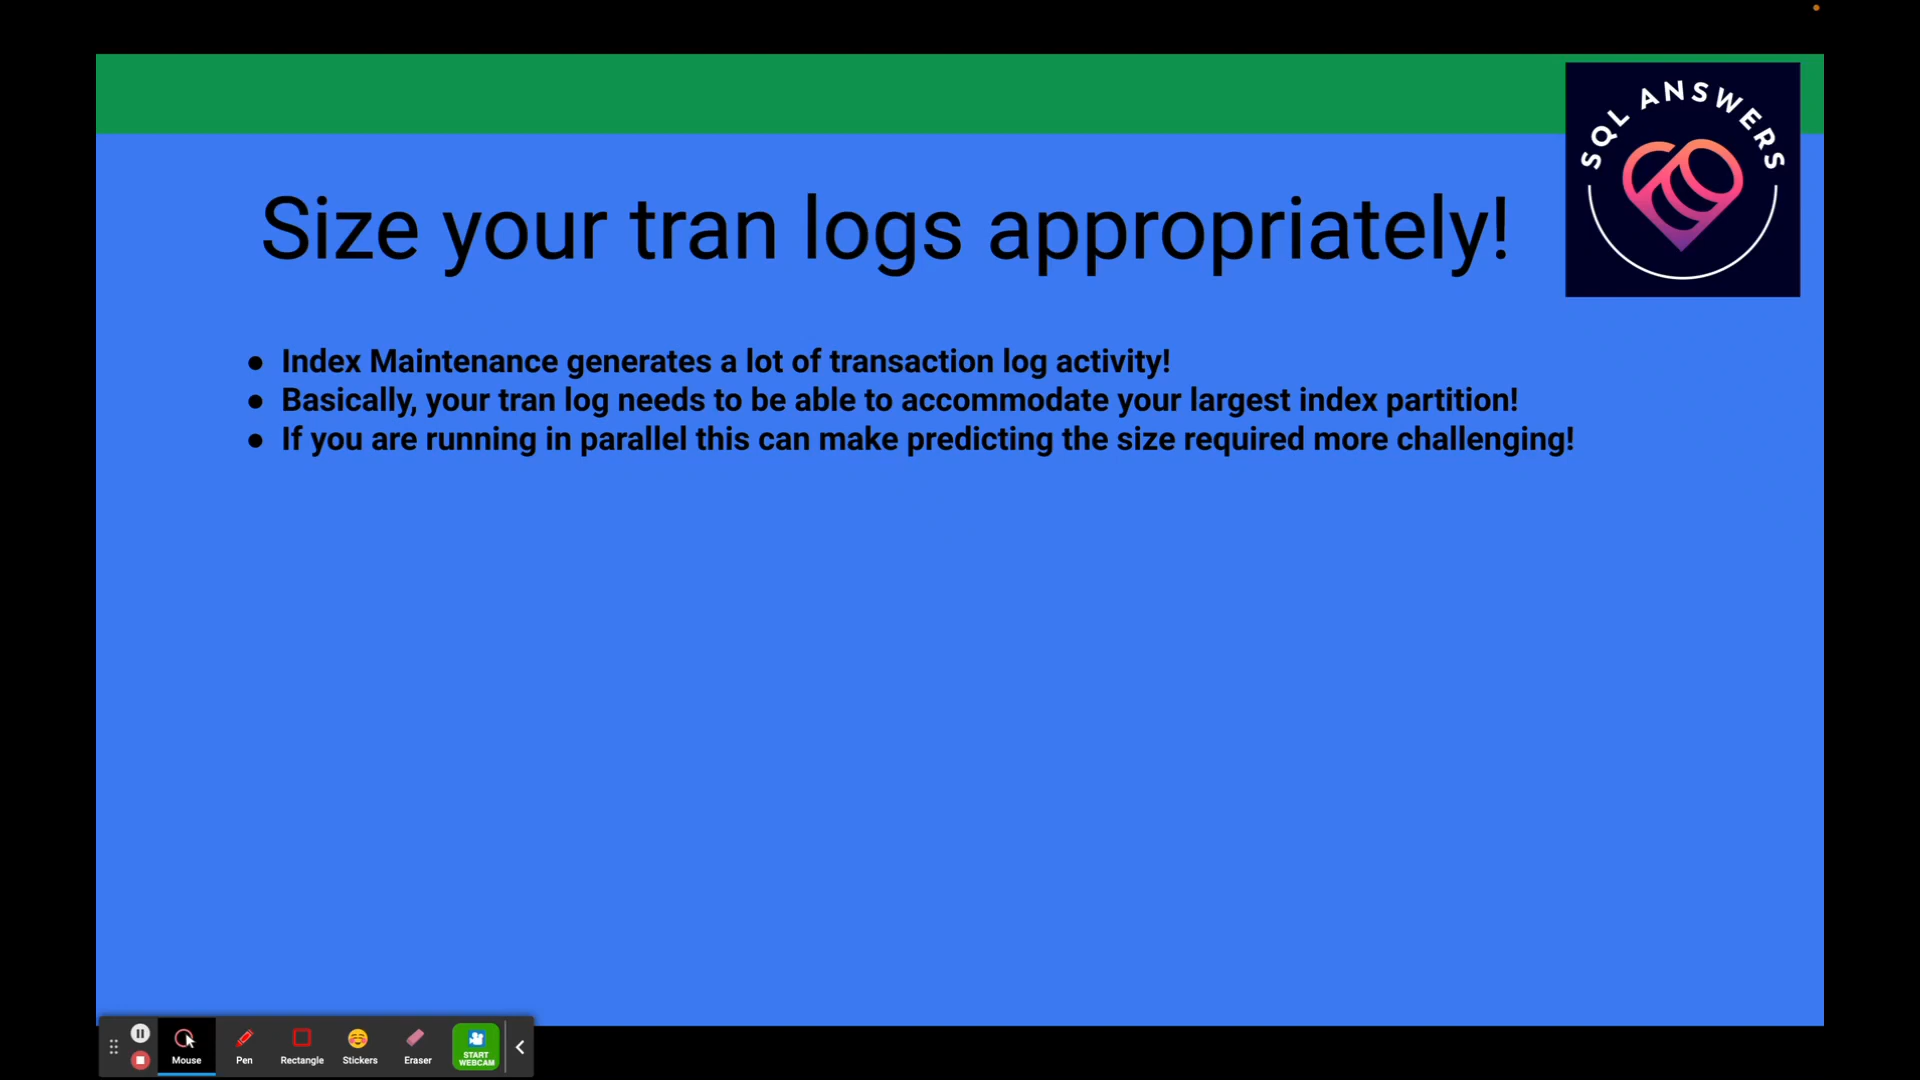 SQL ANSWERS
Size your tran logs appropriately!
● Index Maintenance generates a lot of transaction log activity!
● Basically, your tran log needs to be able to accommodate your largest index partition!
● If you are running in parallel this can make predicting the size required more challenging!
Mouse Pen Rectangle Stickers Eraser START WEBCAM